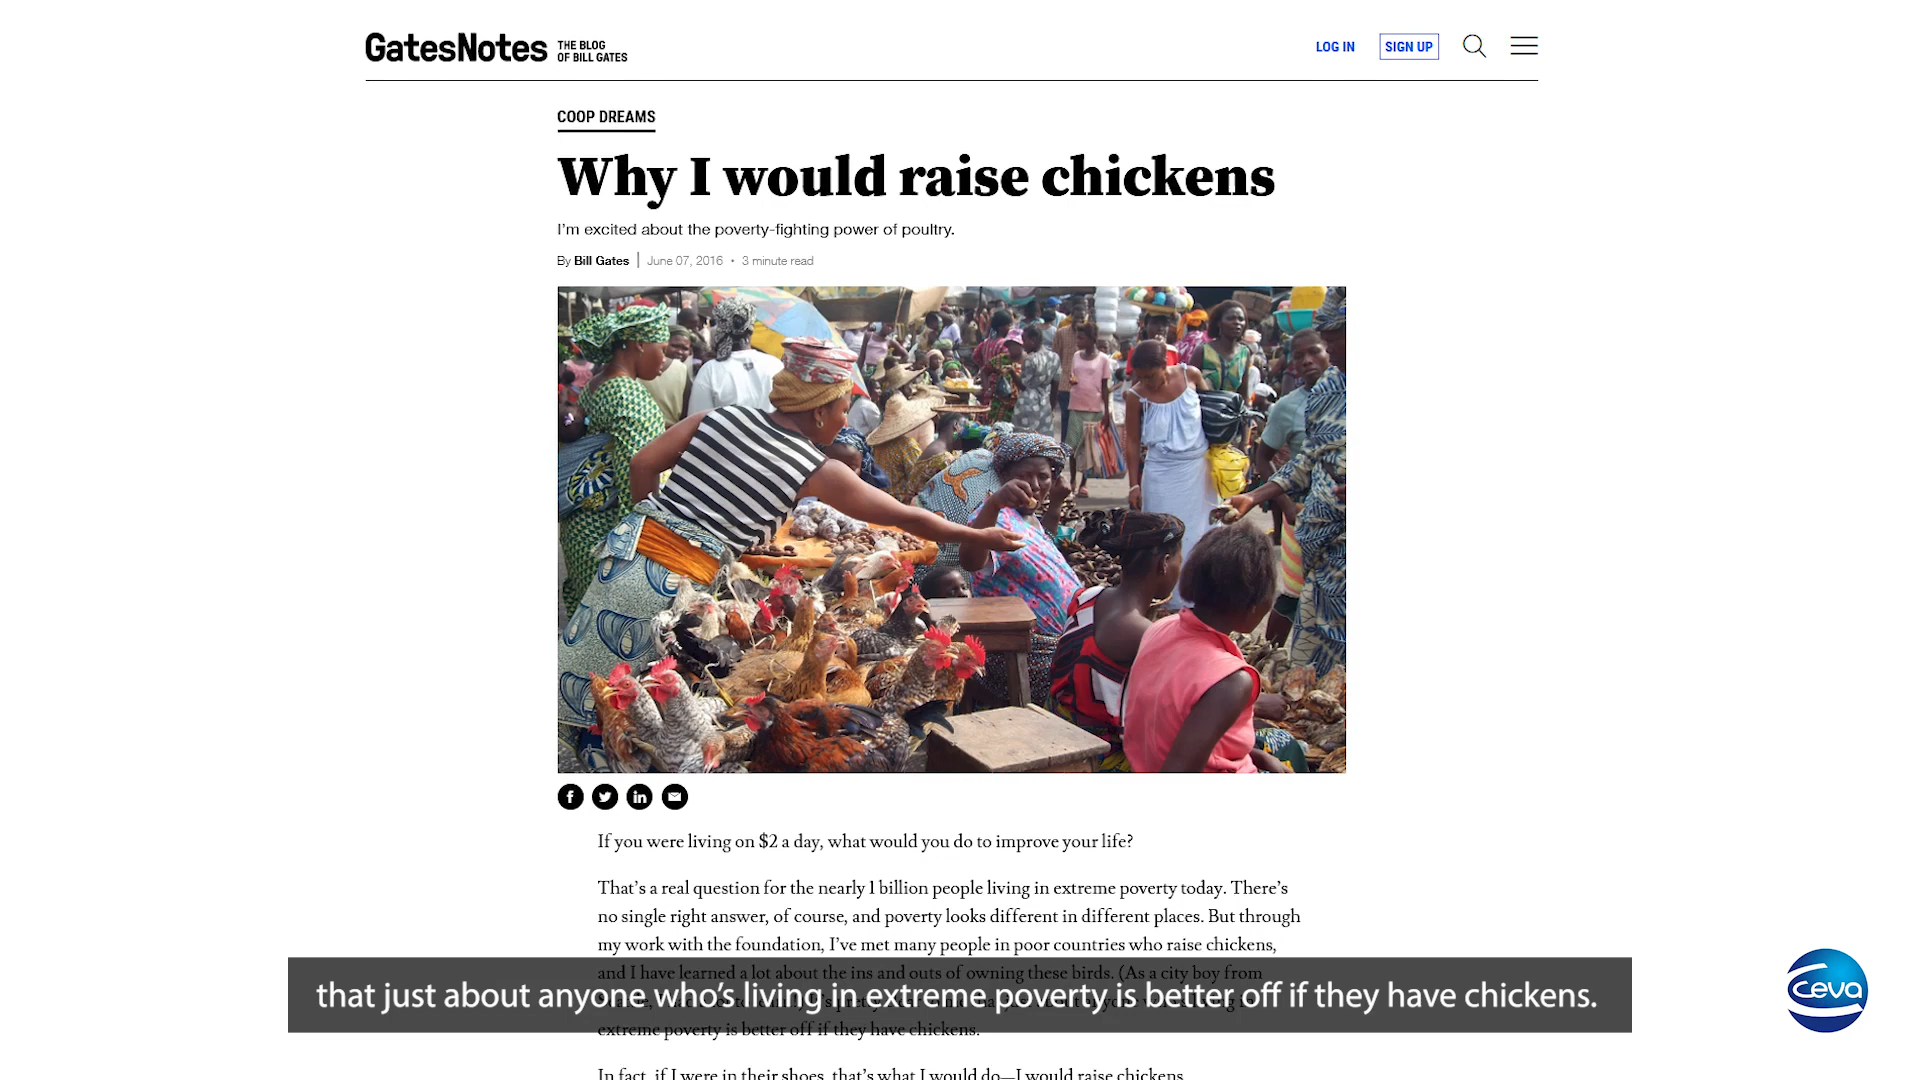 GatesNotes THE BLOG
OF BILL GATES
LOG IN
SIGN UP
COOP DREAMS
Why I would raise chickens
I'm excited about the poverty-fighting power of poultry.
By Bill Gates | June 07, 2016 • 3 minute read
If you were living on $2 a day, what would you do to improve your life?
That's a real question for the nearly 1 billion people living in extreme poverty today. There's
no single right answer, of course, and poverty looks different in different places. But through
my work with the foundation, I've met many people in poor countries who raise chickens,
and I have learned a lot about the ins and outs of owning these birds. (As a city boy from
that just about anyone who's living in extreme poverty is better off if they have chickens.
extreme poverty is better off if they have chickens.
In fact, if I were in their shoes, that's what I would do—I would raise chickens.
Ceva